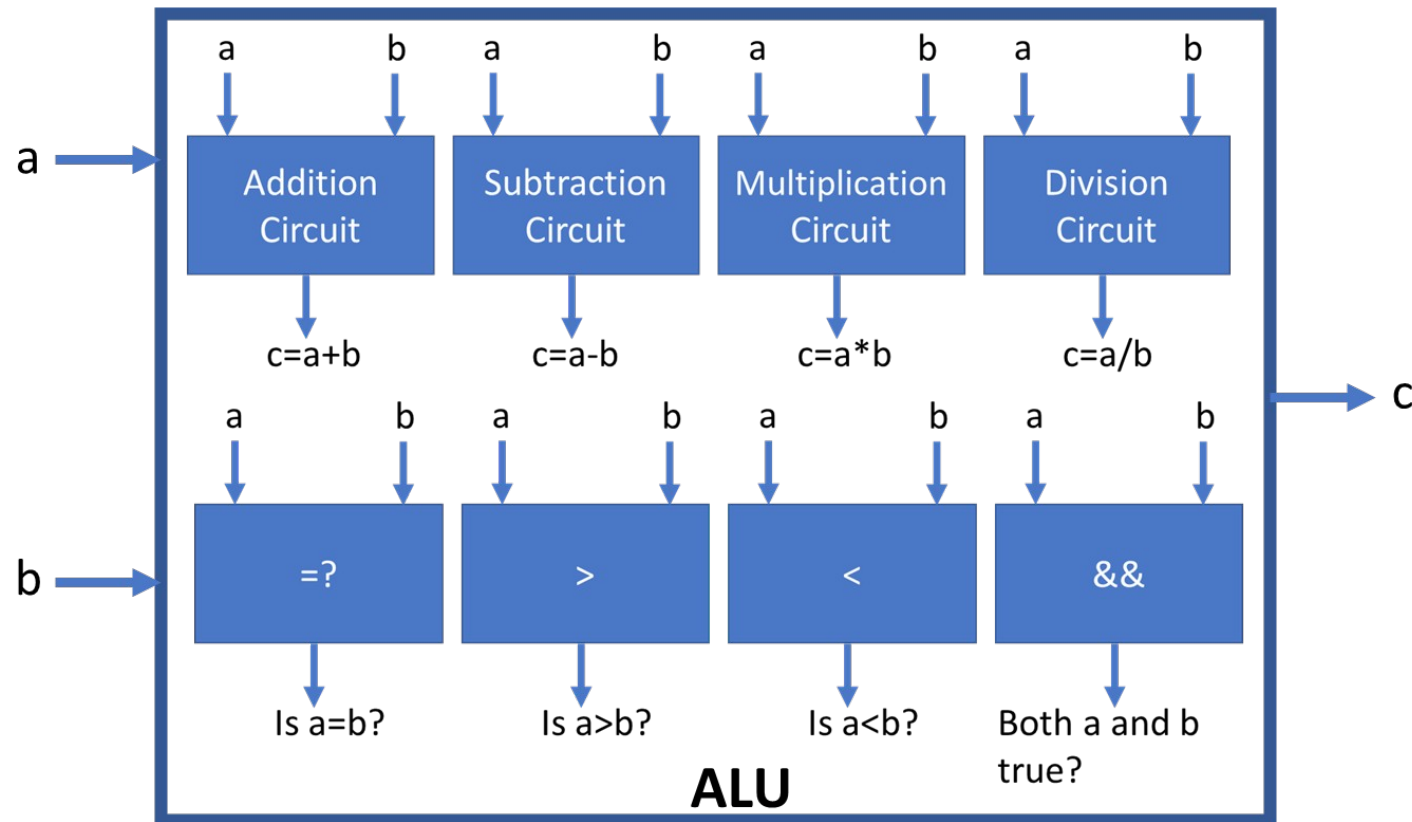 a b a b a b a b
a
Addition
Circuit
Subtraction
Circuit
Multiplication
Circuit
Division
Circuit
c=a+b c=a-b c=a*b c=a/b
c
a b a b a b a b
b
=? > < &&
Is a=b? Is a>b? Is a<b? Both a and b
true?
ALU